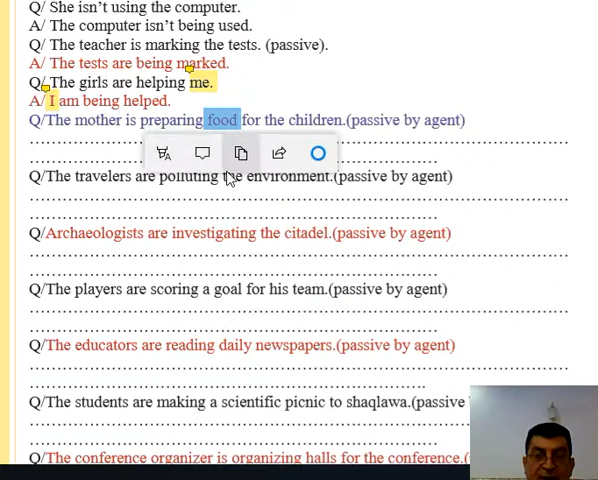 Q/ She isn't using the computer.
A/ The computer isn't being used.
Q/ The teacher is marking the tests. (passive).
A/ The tests are being marked.
Q/ The girls are helping me.
A/ I am being helped.
Q/The mother is preparing food for the children.(passive by agent)
Q/The travelers are polluting the environment.(passive by agent)
Q/Archaeologists are investigating the citadel.(passive by agent)
Q/The players are scoring a goal for his team.(passive by agent)
Q/The educators are reading daily newspapers.(passive by agent)
Q/The students are making a scientific picnic to shaqlawa.(passive
Q/The conference organizer is organizing halls for the conference.(